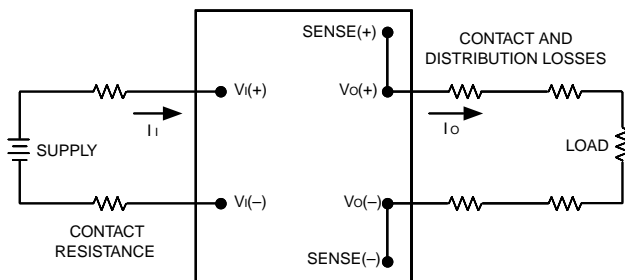 SENSE(+)
CONTACT AND
DISTRIBUTION LOSSES
VI(+)
VO(+)
II
IO
SUPPLY
LOAD
VI(–)
VO(–)
CONTACT
RESISTANCE
SENSE(–)